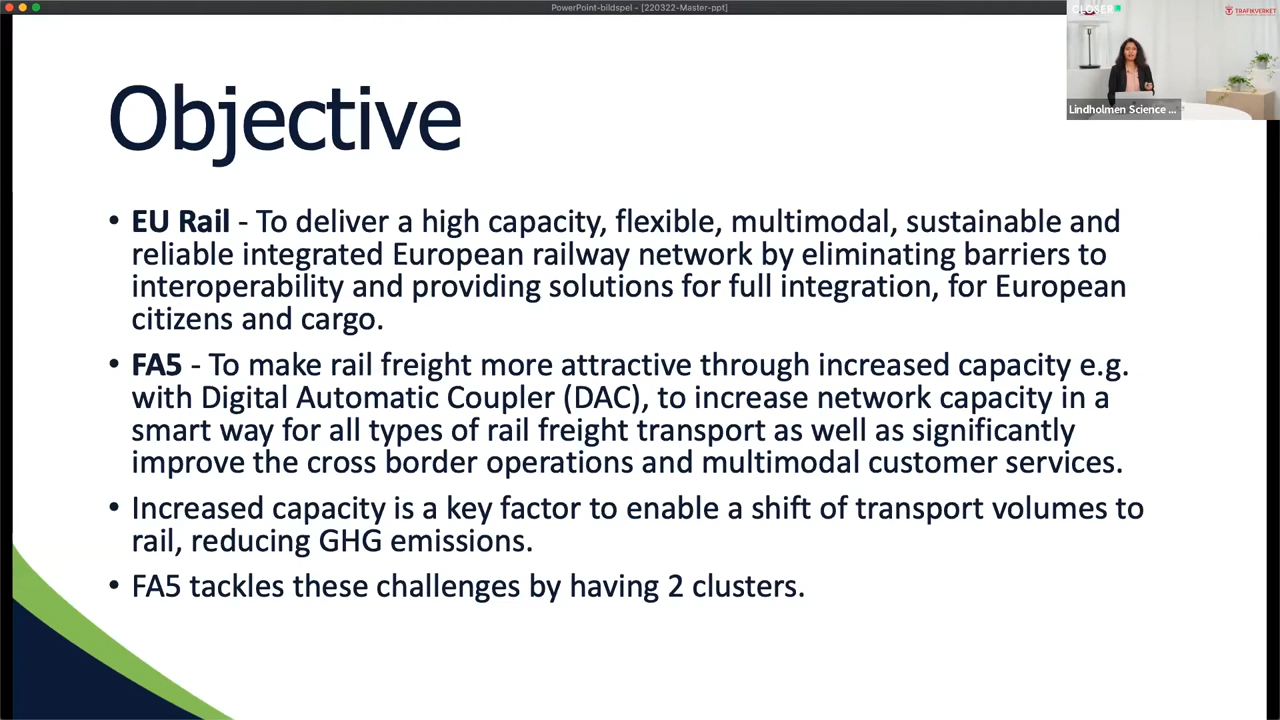 PowerPoint-bildspel - [220322-Master-ppt]
CLOSER
TRAFIKVERKET
Lindholmen Science ...
Objective
• EU Rail - To deliver a high capacity, flexible, multimodal, sustainable and
reliable integrated European railway network by eliminating barriers to
interoperability and providing solutions for full integration, for European
citizens and cargo.
• FA5 - To make rail freight more attractive through increased capacity e.g.
with Digital Automatic Coupler (DAC), to increase network capacity in a
smart way for all types of rail freight transport as well as significantly
improve the cross border operations and multimodal customer services.
• Increased capacity is a key factor to enable a shift of transport volumes to
rail, reducing GHG emissions.
• FA5 tackles these challenges by having 2 clusters.